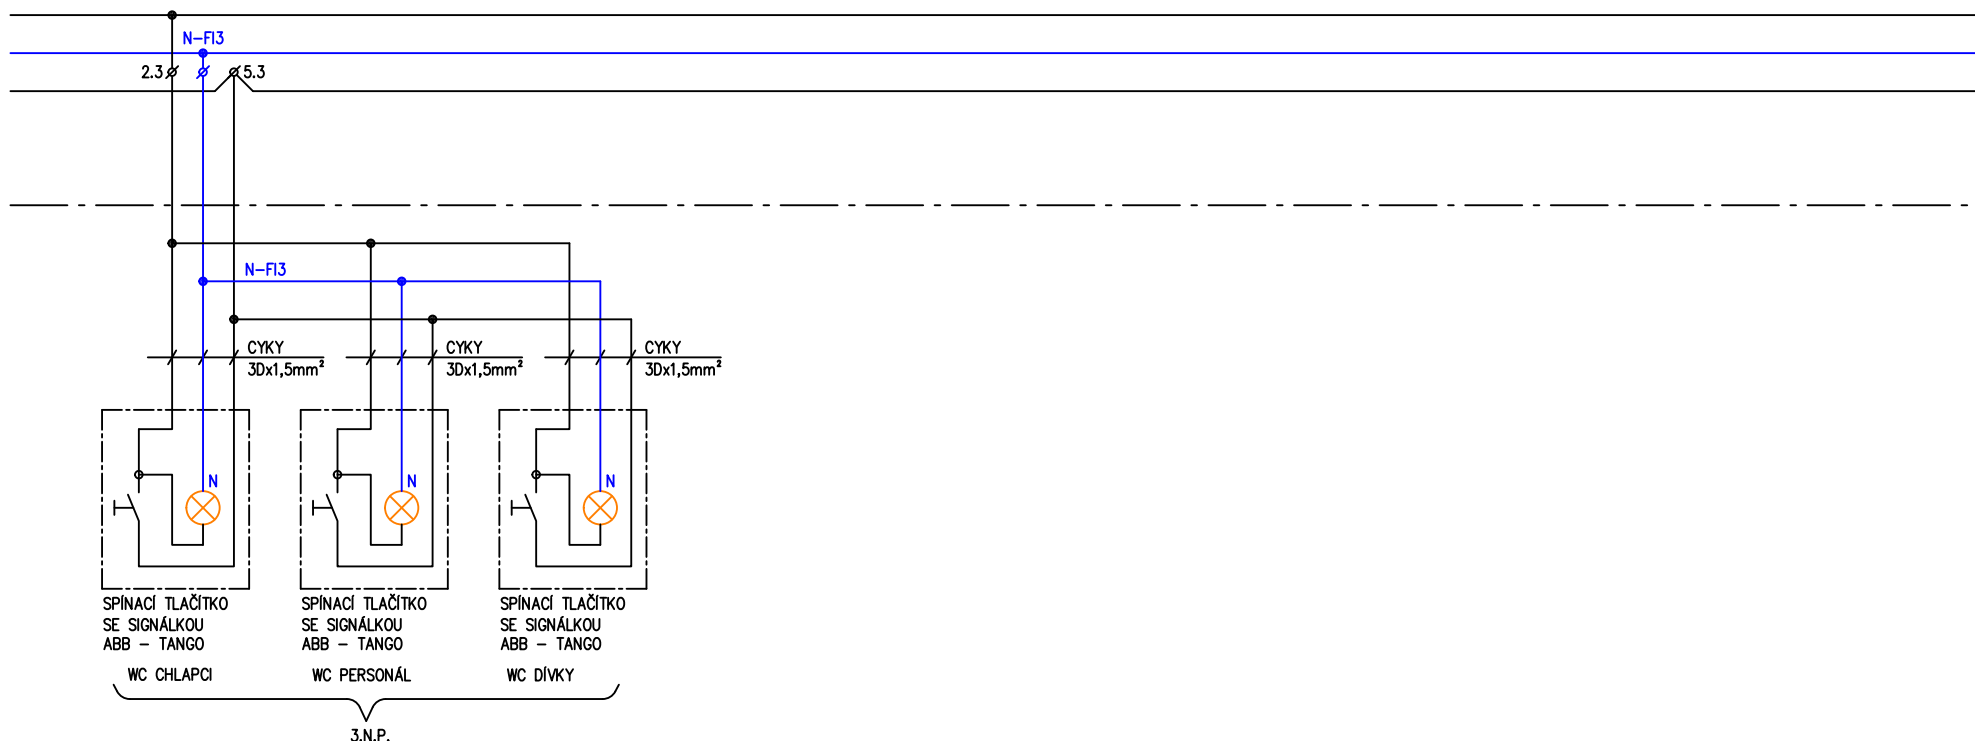 N-FI3
2.3
5.3
N-FI3
CYKY
3Dx1,5mm²
CYKY
3Dx1,5mm²
CYKY
3Dx1,5mm²
N
N
N
SPÍNACÍ TLAČÍTKO
SE SIGNÁLKOU
ABB - TANGO
WC CHLAPCI
SPÍNACÍ TLAČÍTKO
SE SIGNÁLKOU
ABB - TANGO
WC PERSONÁL
SPÍNACÍ TLAČÍTKO
SE SIGNÁLKOU
ABB - TANGO
WC DÍVKY
3.N.P.